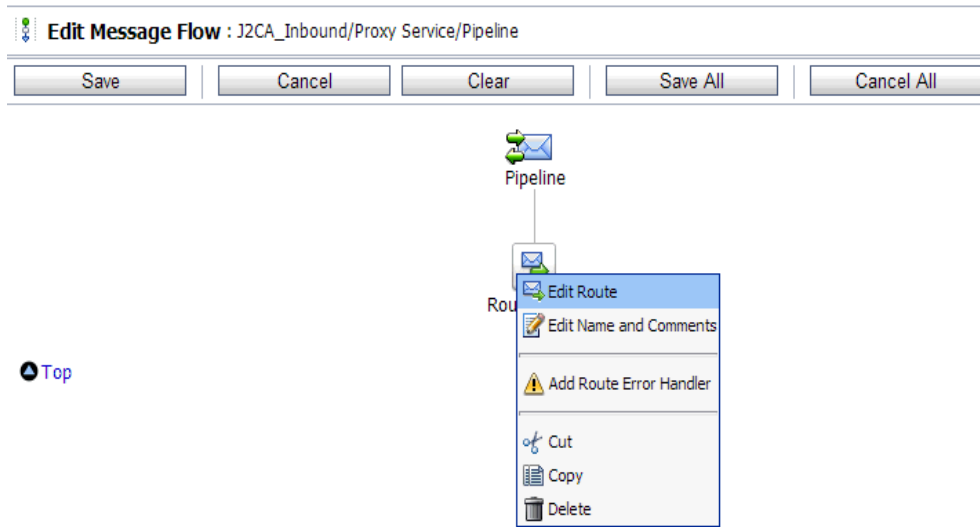 Edit Message Flow : J2CA_Inbound/Proxy Service/Pipeline
Save Cancel Clear Save All Cancel All
Pipeline
Rou
Edit Route
Edit Name and Comments
Top
Add Route Error Handler
Cut
Copy
Delete